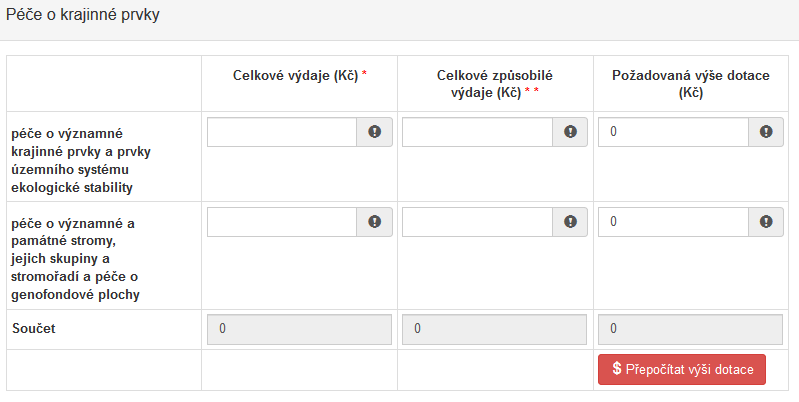 Péče o krajinné prvky
Celkové výdaje (Kč) *
Celkové způsobilé
výdaje (Kč) * *
Požadovaná výše dotace
(Kč)
péče o významné
krajinné prvky a prvky
územního systému
ekologické stability
0
péče o významné a
památné stromy,
jejich skupiny a
stromořadí a péče o
genofondové plochy
0
Součet
0
0
0
$ Přepočítat výši dotace